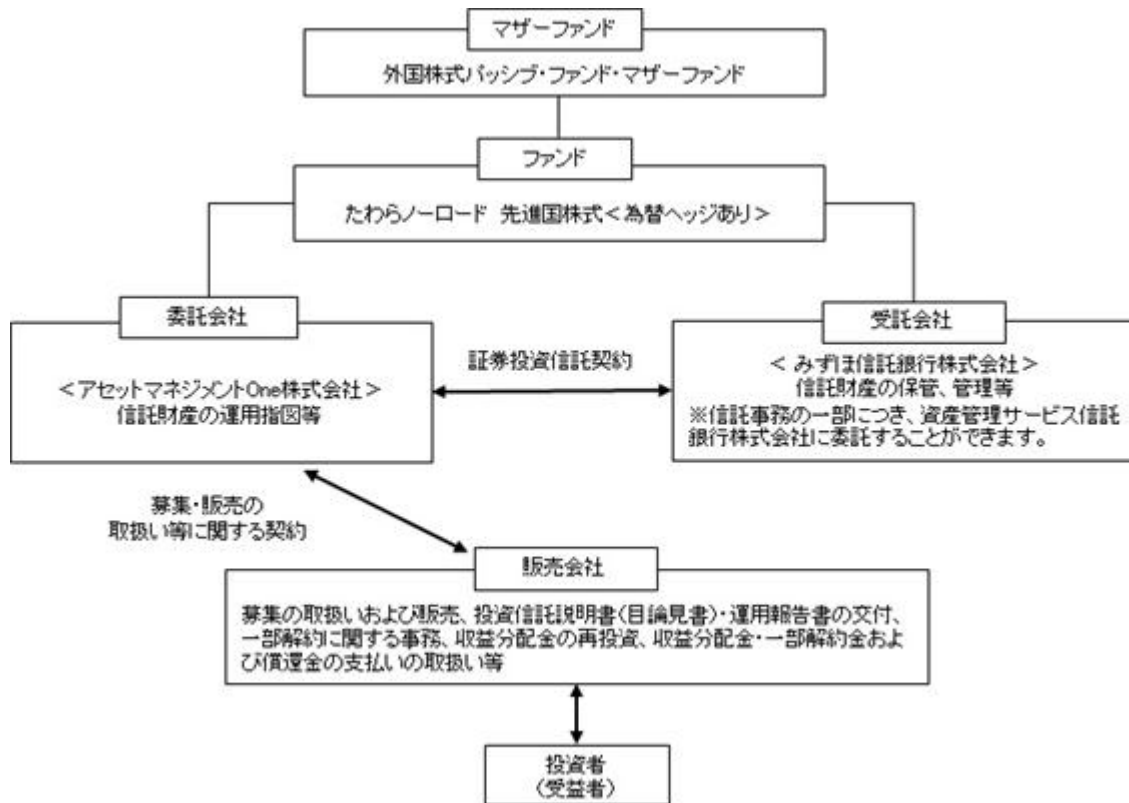 マザーファンド
外国株式パッシブ・ファンド・マザーファンド
ファンド
たわらノーロード 先進国株式<為替ヘッジあり>
委託会社
<アセットマネジメントOne株式会社>
信託財産の運用指図等
証券投資信託契約
受託会社
< みずほ信託銀行株式会社>
信託財産の保管、管理等
※信託事務の一部につき、資産管理サービス信託
銀行株式会社に委託することができます。
募集・販売の
取扱い等に関する契約
販売会社
募集の取扱いおよび販売、投資信託説明書(目論見書)・運用報告書の交付、
一部解約に関する事務、収益分配金の再投資、収益分配金・一部解約金およ
び償還金の支払いの取扱い等
投資者
(受益者)